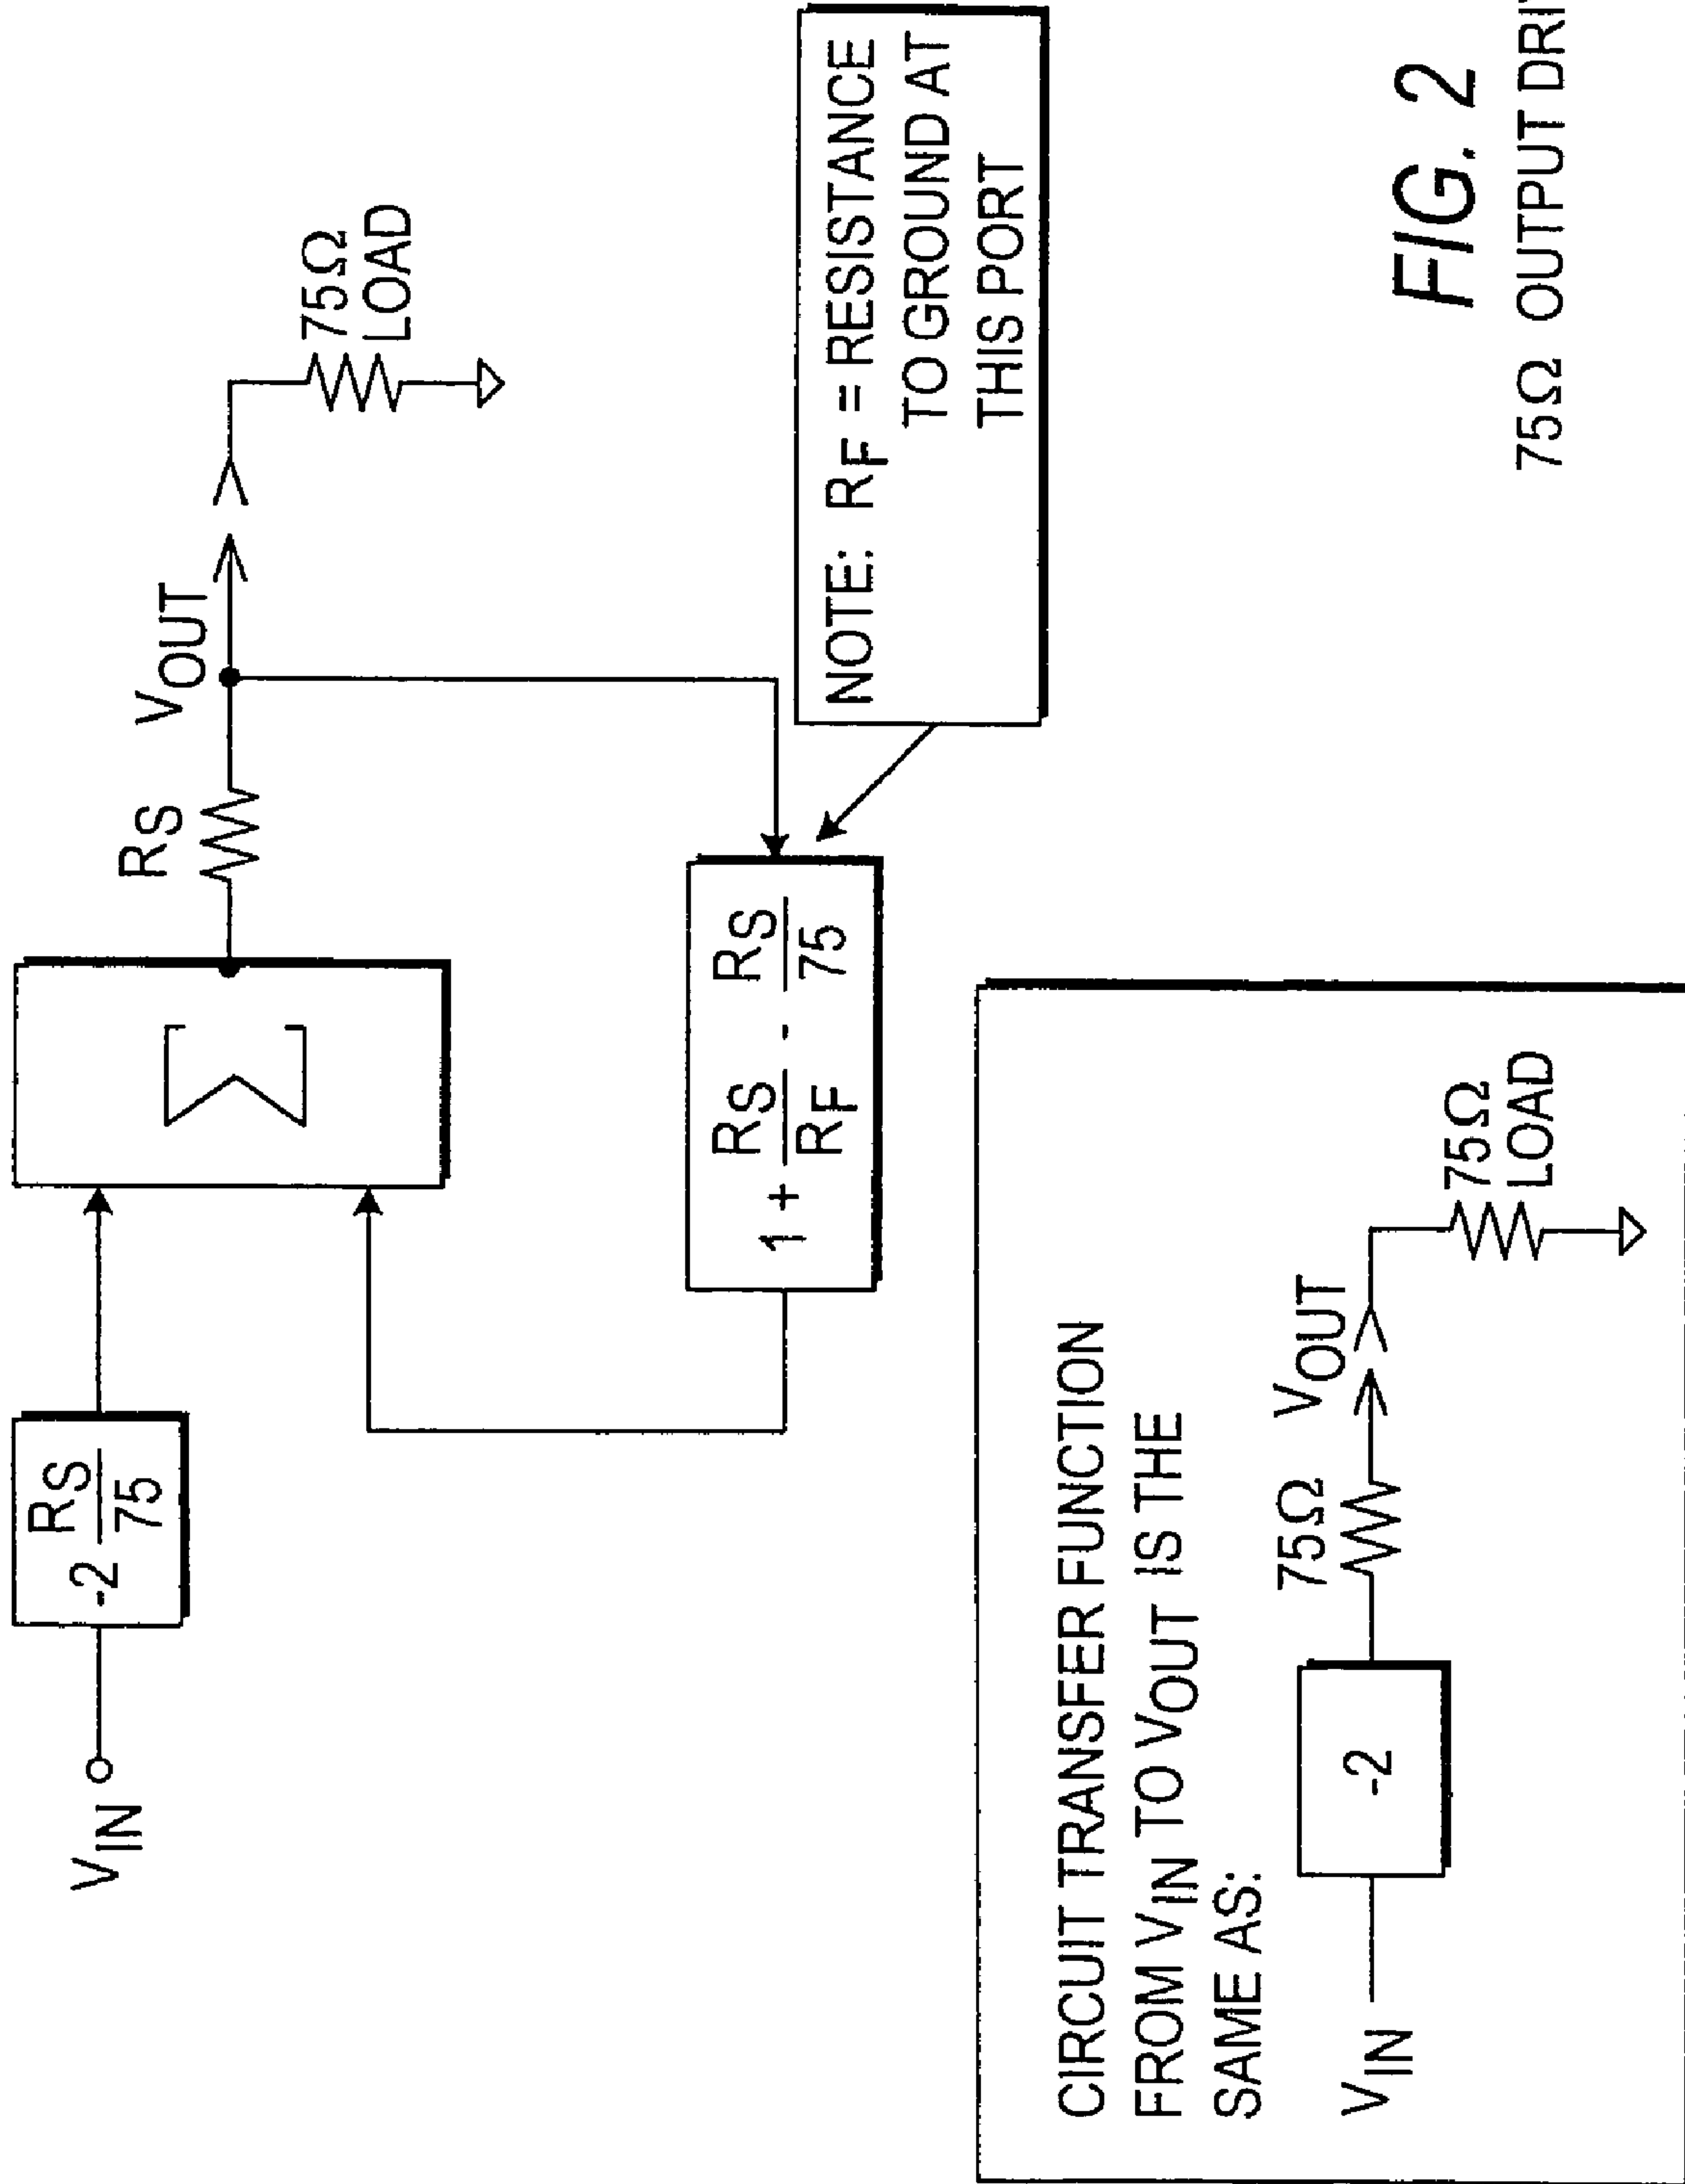 VIN
-2 RS
75
Σ
RS
VOUT
75Ω
LOAD
1 + RS - RS
RF 75
NOTE: RF = RESISTANCE
TO GROUND AT
THIS PORT
CIRCUIT TRANSFER FUNCTION
FROM VIN TO VOUT IS THE
SAME AS:
VIN
-2
75Ω
VOUT
75Ω
LOAD
FIG. 2
75Ω OUTPUT